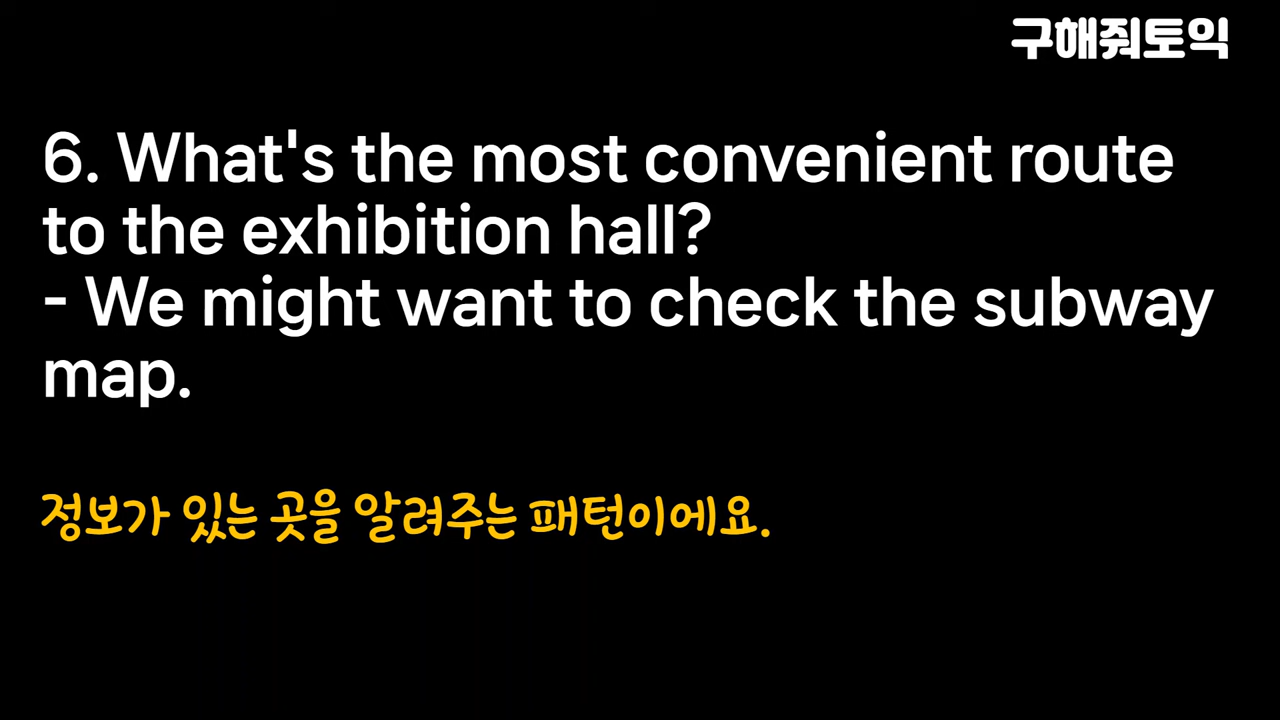 구해줘토익
6. What's the most convenient route
to the exhibition hall?
- We might want to check the subway
map.
정보가 있는 곳을 알려주는 패턴이에요.